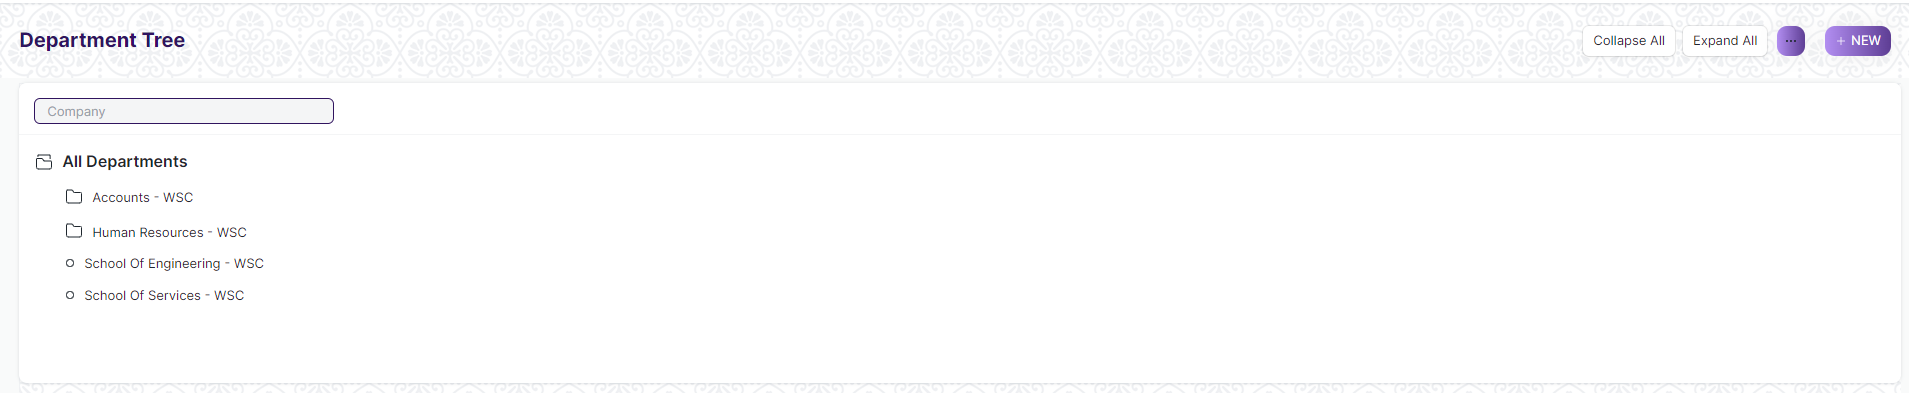 Department Tree
Collapse All
Expand All
...
+ NEW
Company
All Departments
Accounts - WSC
Human Resources - WSC
School Of Engineering - WSC
School Of Services - WSC